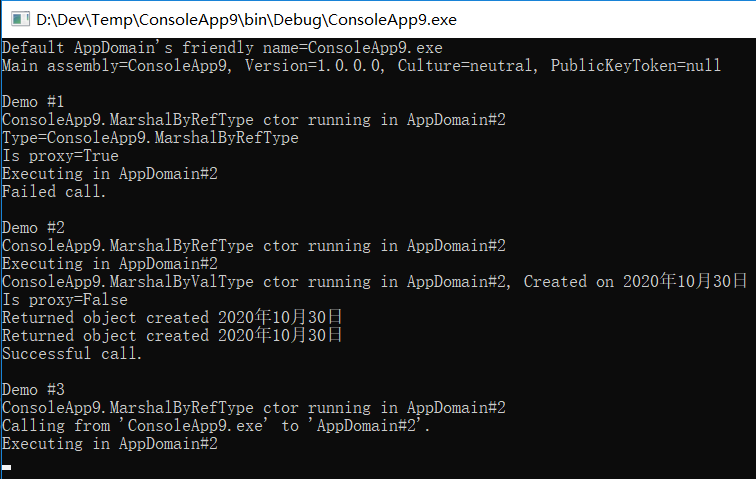 D:\Dev\Temp\ConsoleApp9\bin\Debug\ConsoleApp9.exe
Default AppDomain's friendly name=ConsoleApp9.exe
Main assembly=ConsoleApp9, Version=1.0.0.0, Culture=neutral, PublicKeyToken=null
Demo #1
ConsoleApp9.MarshalByRefType ctor running in AppDomain#2
Type=ConsoleApp9.MarshalByRefType
Is proxy=True
Executing in AppDomain#2
Failed call.
Demo #2
ConsoleApp9.MarshalByRefType ctor running in AppDomain#2
Executing in AppDomain#2
ConsoleApp9.MarshalByValType ctor running in AppDomain#2, Created on 2020年10月30日
Is proxy=False
Returned object created 2020年10月30日
Returned object created 2020年10月30日
Successful call.
Demo #3
ConsoleApp9.MarshalByRefType ctor running in AppDomain#2
Calling from 'ConsoleApp9.exe' to 'AppDomain#2'.
Executing in AppDomain#2